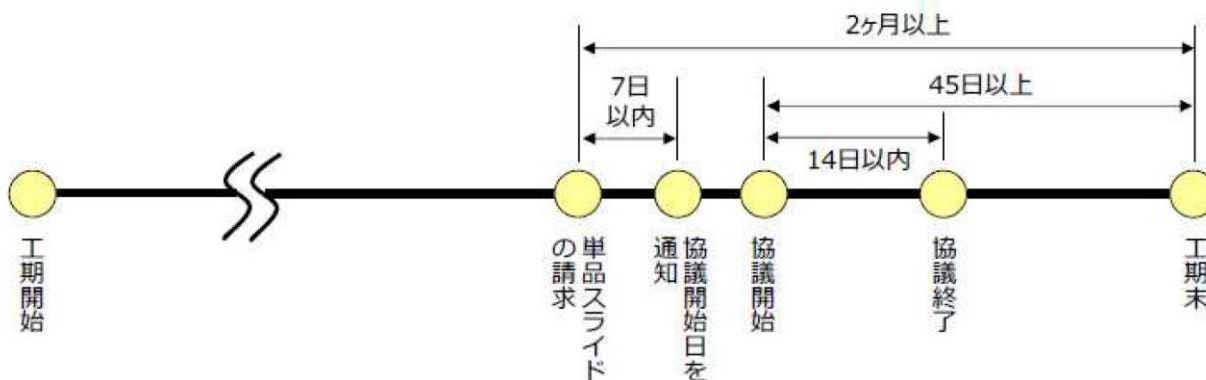 2ヶ月以上
7日
以内
45日以上
14日以内
工期開始
単品スライド
の請求
協議開始日を
通知
協議開始
協議終了
工期末